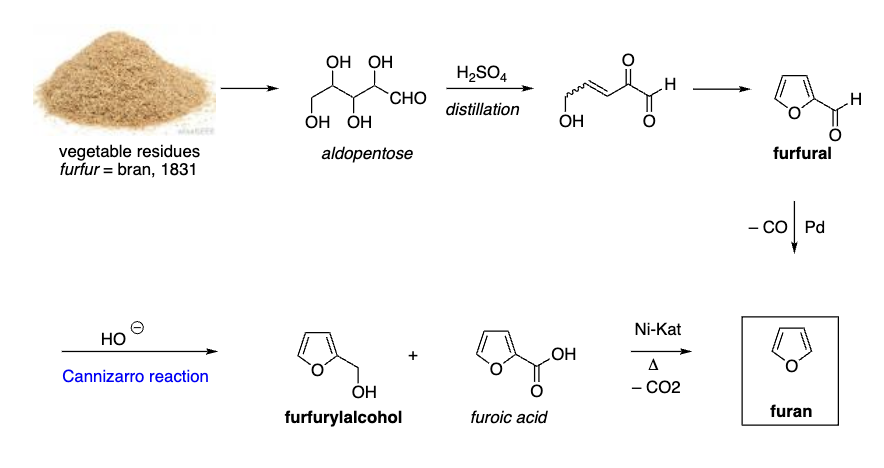 OH OH
CHO
OH OH
H₂SO₄
distillation
O
H
OH
O
O
H
O
vegetable residues
furfur = bran, 1831
aldopentose
furfural
– CO Pd
HO ⊖
Cannizarro reaction
O
OH
+
O
OH
O
Ni-Kat
Δ
– CO2
O
furfurylalcohol
furoic acid
furan